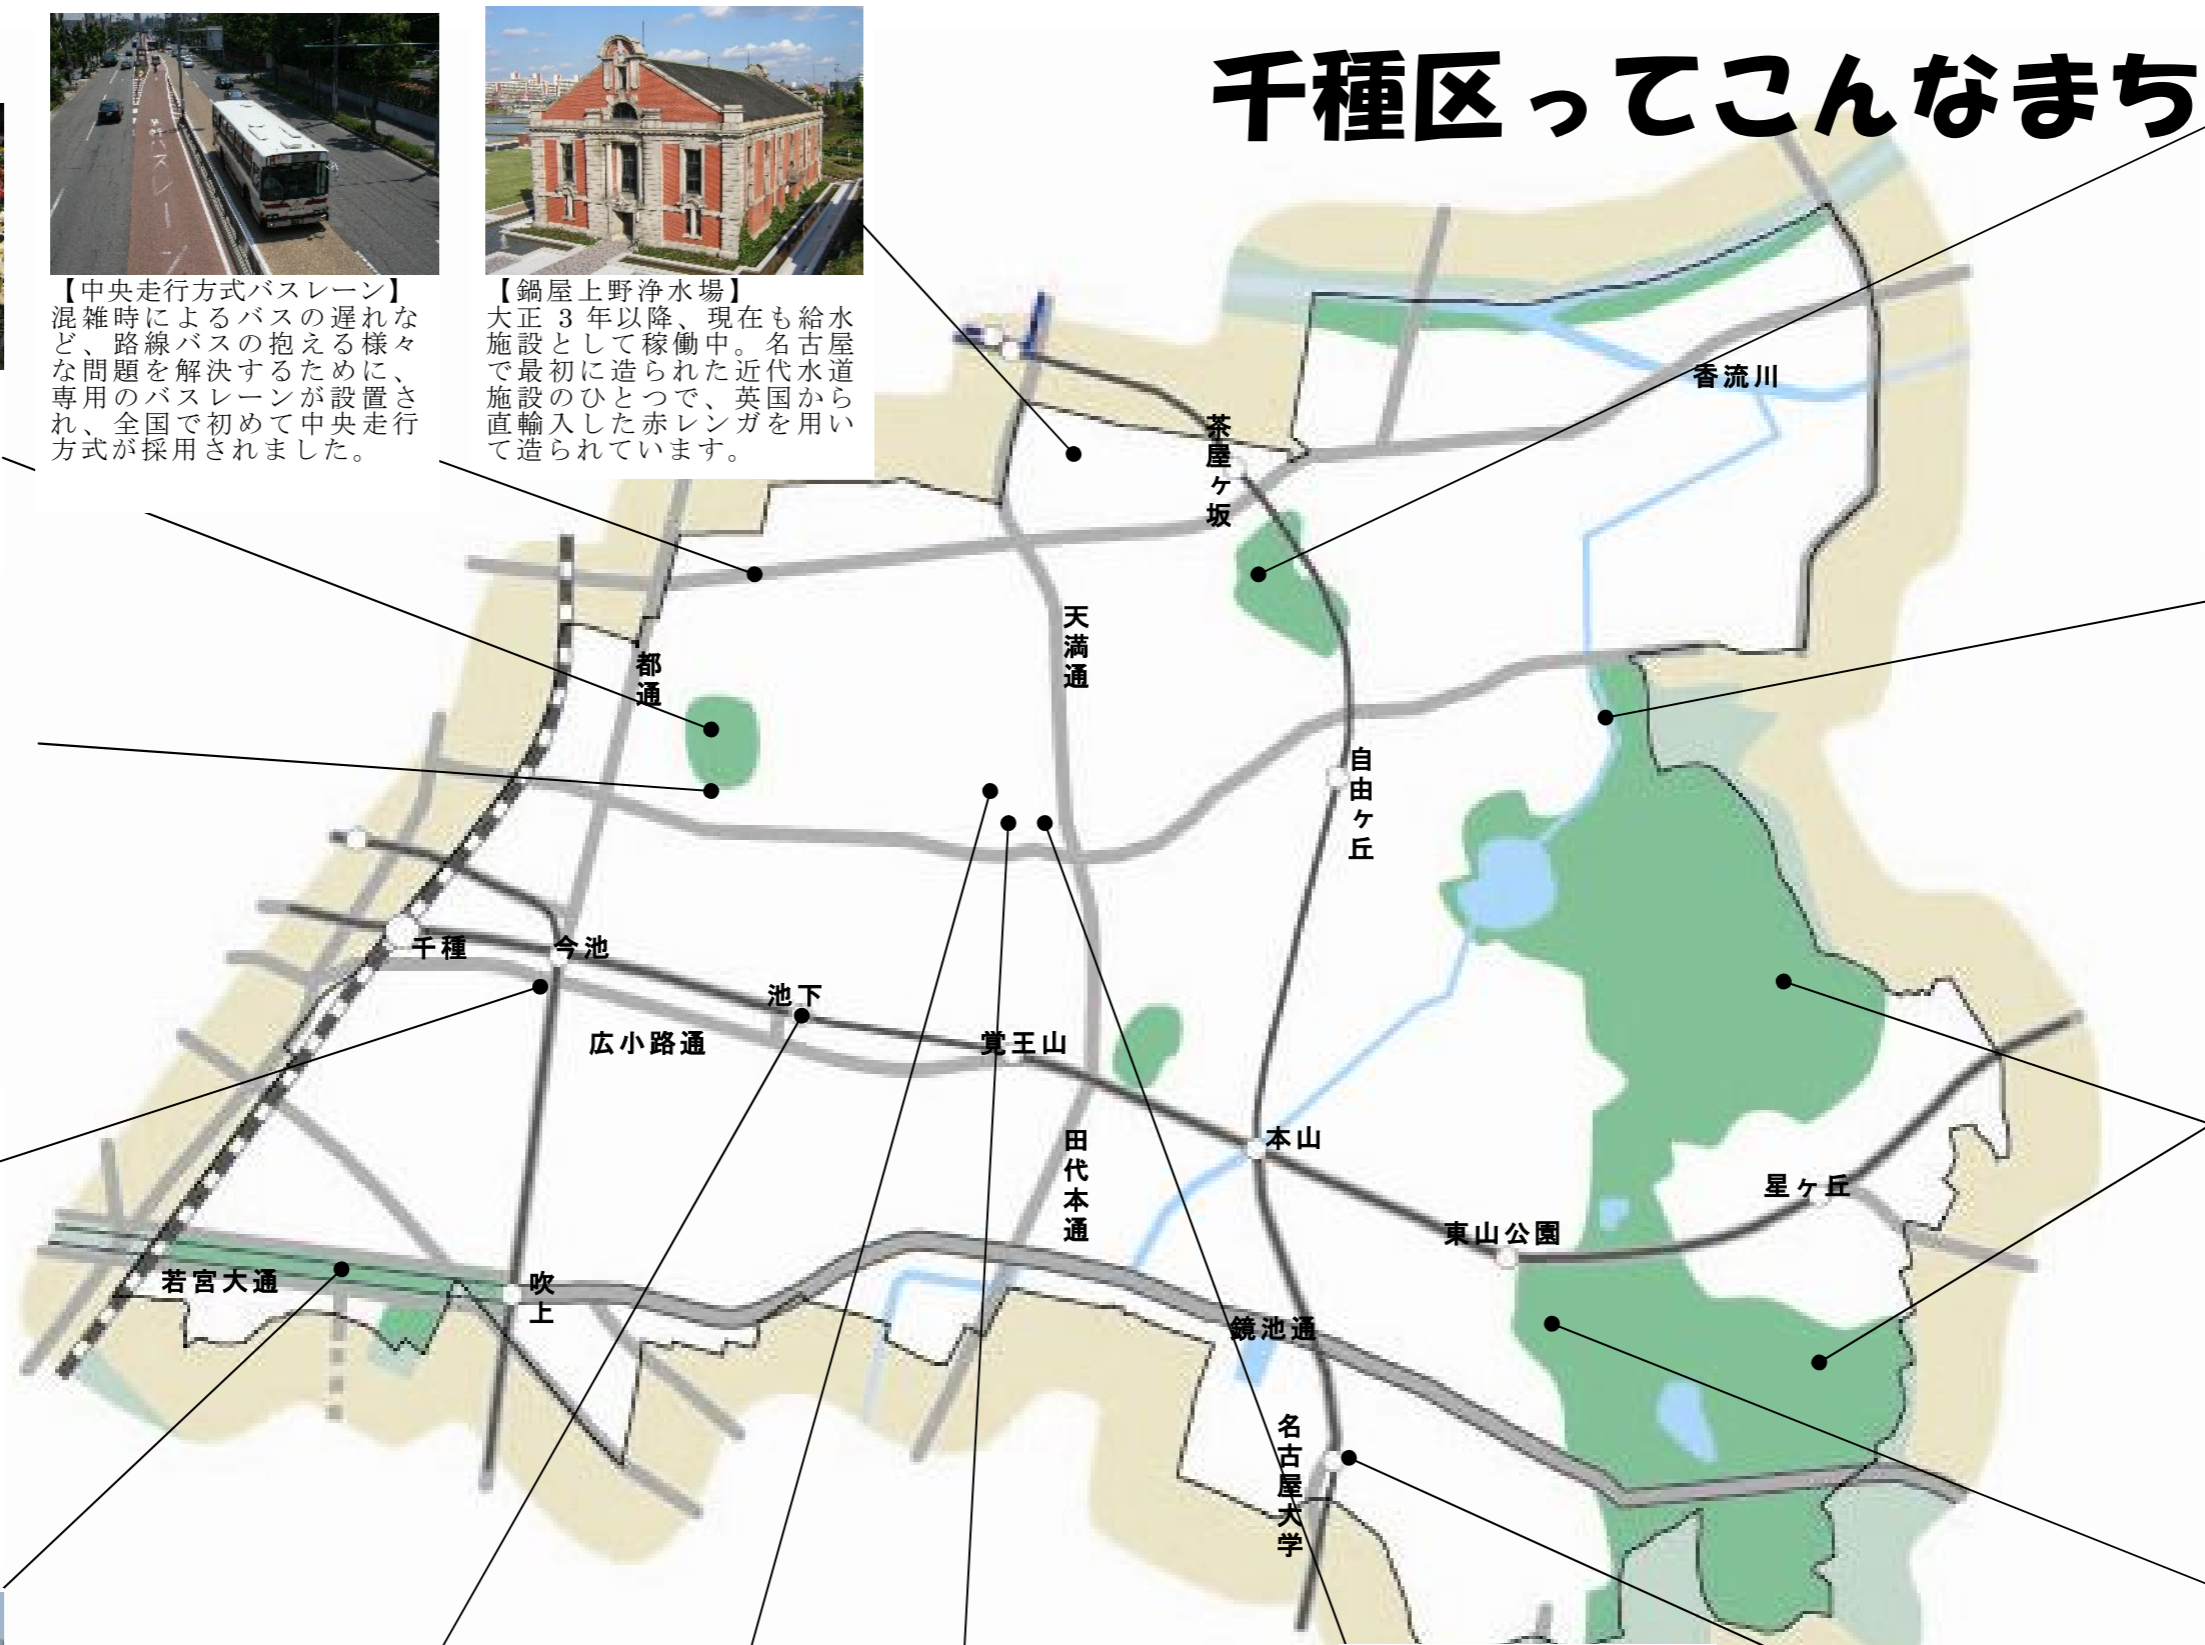 千種区ってこんなまち
【中央走行方式バスレーン】
混雑時によるバスの遅れな
ど、路線バスの抱える様々
な問題を解決するために、
専用のバスレーンが設置さ
れ、全国で初めて中央走行
方式が採用されました。
【鍋屋上野浄水場】
大正 3 年以降、現在も給水
施設として稼働中。名古屋
で最初に造られた近代水道
施設のひとつで、英国から
直輸入した赤レンガを用い
て造られています。
香流川
茶屋ヶ坂
天満通
都通
自由ヶ丘
千種
今池
池下
広小路通
覚王山
本山
田代本通
星ヶ丘
東山公園
若宮大通
吹上
鏡池通
名古屋大学